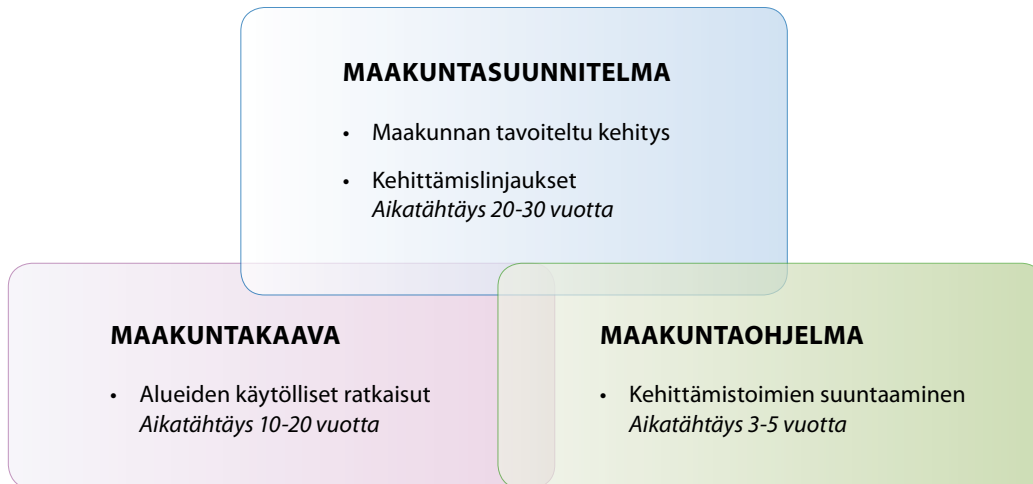 MAAKUNTASUUNNITELMA
• Maakunnan tavoiteltu kehitys
• Kehittämislinjaukset
Aikatähtäys 20-30 vuotta
MAAKUNTAKAAVA
• Alueiden käytölliset ratkaisut
Aikatähtäys 10-20 vuotta
MAAKUNTAOHJELMA
• Kehittämistoimien suuntaaminen
Aikatähtäys 3-5 vuotta